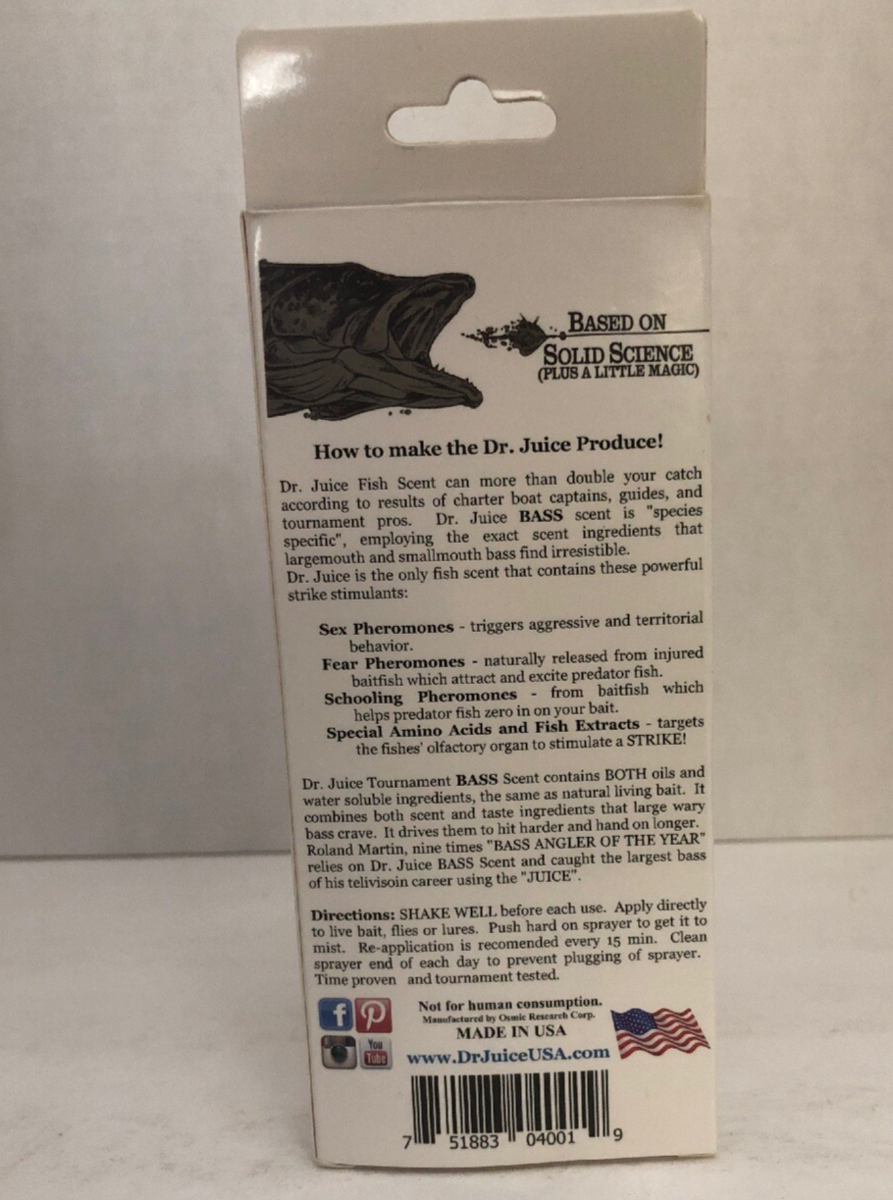 BASED ON
SOLID SCIENCE
(PLUS A LITTLE MAGIC)
How to make the Dr. Juice Produce!
Dr. Juice Fish Scent can more than double your catch
according to results of charter boat captains, guides, and
tournament pros. Dr. Juice BASS scent is "species
specific", employing the exact scent ingredients that
largemouth and smallmouth bass find irresistible.
Dr. Juice is the only fish scent that contains these powerful
strike stimulants:
Sex Pheromones - triggers aggressive and territorial
behavior.
Fear Pheromones - naturally released from injured
baitfish which attract and excite predator fish.
Schooling Pheromones - from baitfish which
helps predator fish zero in on your bait.
Special Amino Acids and Fish Extracts - targets
the fishes' olfactory organ to stimulate a STRIKE!
Dr. Juice Tournament BASS Scent contains BOTH oils and
water soluble ingredients, the same as natural living bait. It
combines both scent and taste ingredients that large wary
bass crave. It drives them to hit harder and hand on longer.
Roland Martin, nine times "BASS ANGLER OF THE YEAR"
relies on Dr. Juice BASS Scent and caught the largest bass
of his telivisoin career using the "JUICE".
Directions: SHAKE WELL before each use. Apply directly
to live bait, flies or lures. Push hard on sprayer to get it to
mist. Re-application is recomended every 15 min. Clean
sprayer end of each day to prevent plugging of sprayer.
Time proven and tournament tested.
Not for human consumption.
Manufactured by Osmic Research Corp.
MADE IN USA
You
Tube
www.DrJuiceUSA.com
7 51883 04001 9